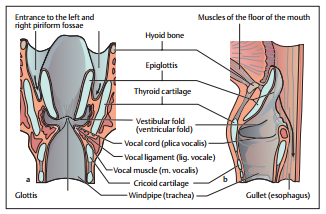 Entrance to the left and
right piriform fossae
Muscles of the floor of the mouth
Hyoid bone
Epiglottis
Thyroid cartilage
Vestibular fold
(ventricular fold)
Vocal cord (plica vocalis)
Vocal ligament (lig. vocale)
Vocal muscle (m. vocalis)
a
Cricoid cartilage
b
Glottis
Windpipe (trachea)
Gullet (esophagus)